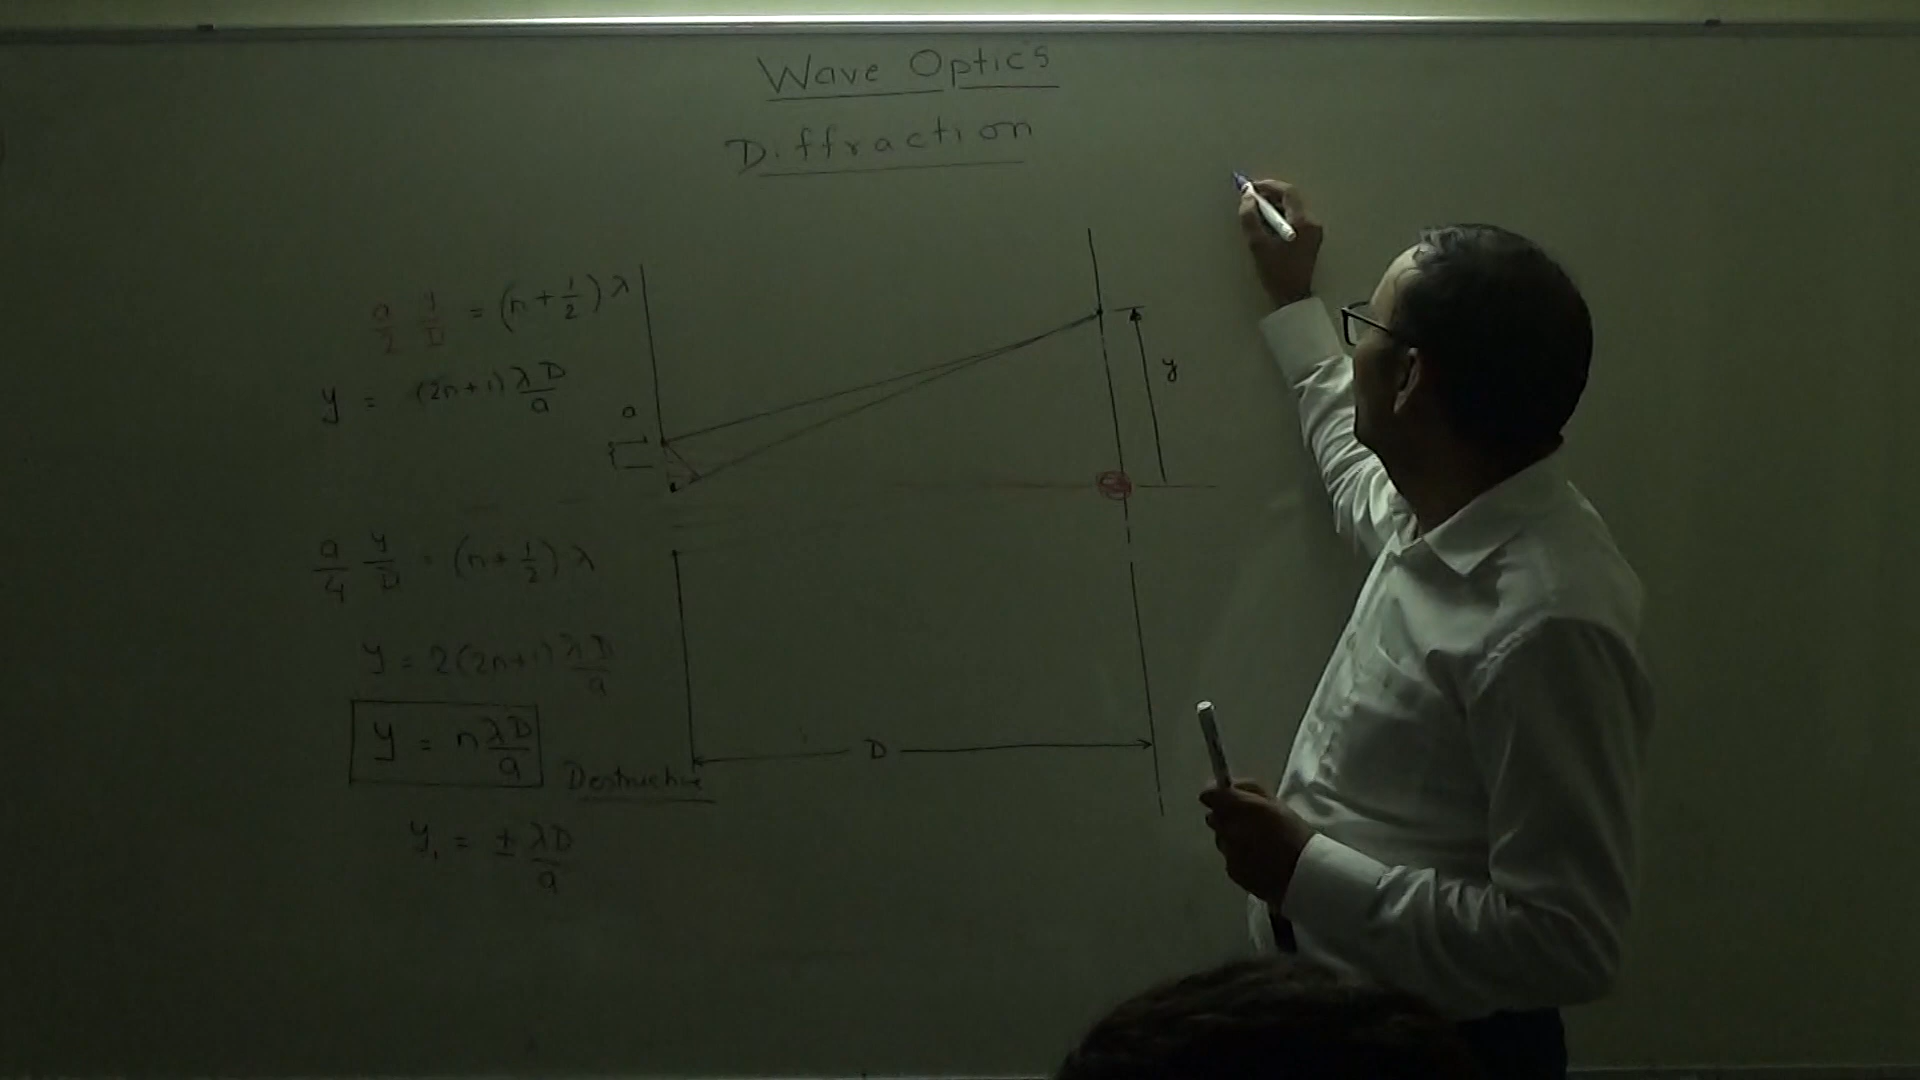 Wave Optics
Diffraction
a/2 y/D = (n + 1/2) λ
y = (2n+1) λD/a
a
y
a/4 y/D = (n + 1/2) λ
y = 2(2n+1) λD/a
y = n λD/a
Destructive
D
y₁ = ± λD/a